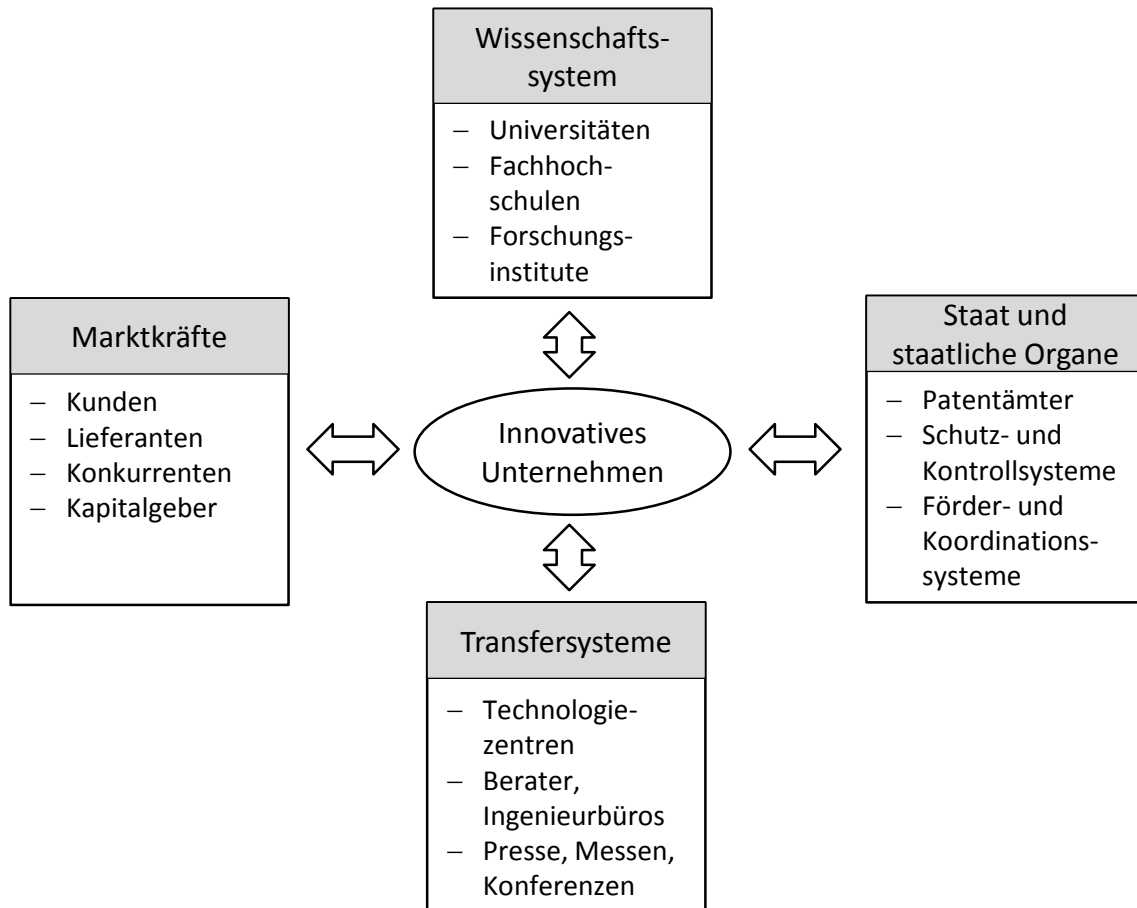 Wissenschafts-
system
– Universitäten
– Fachhoch-
schulen
– Forschungs-
institute
Marktkräfte
– Kunden
– Lieferanten
– Konkurrenten
– Kapitalgeber
Innovatives
Unternehmen
Staat und
staatliche Organe
– Patentämter
– Schutz- und
Kontrollsysteme
– Förder- und
Koordinations-
systeme
Transfersysteme
– Technologie-
zentren
– Berater,
Ingenieurbüros
– Presse, Messen,
Konferenzen